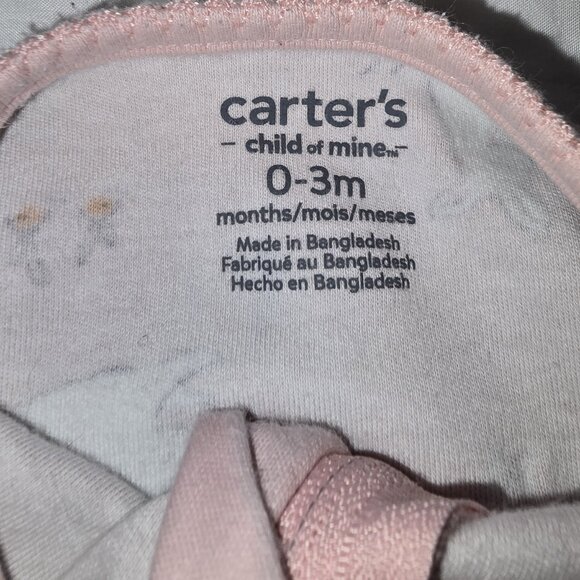 carter's
- child of mine™ -
0-3m
months/mois/meses
Made in Bangladesh
Fabriqué au Bangladesh
Hecho en Bangladesh